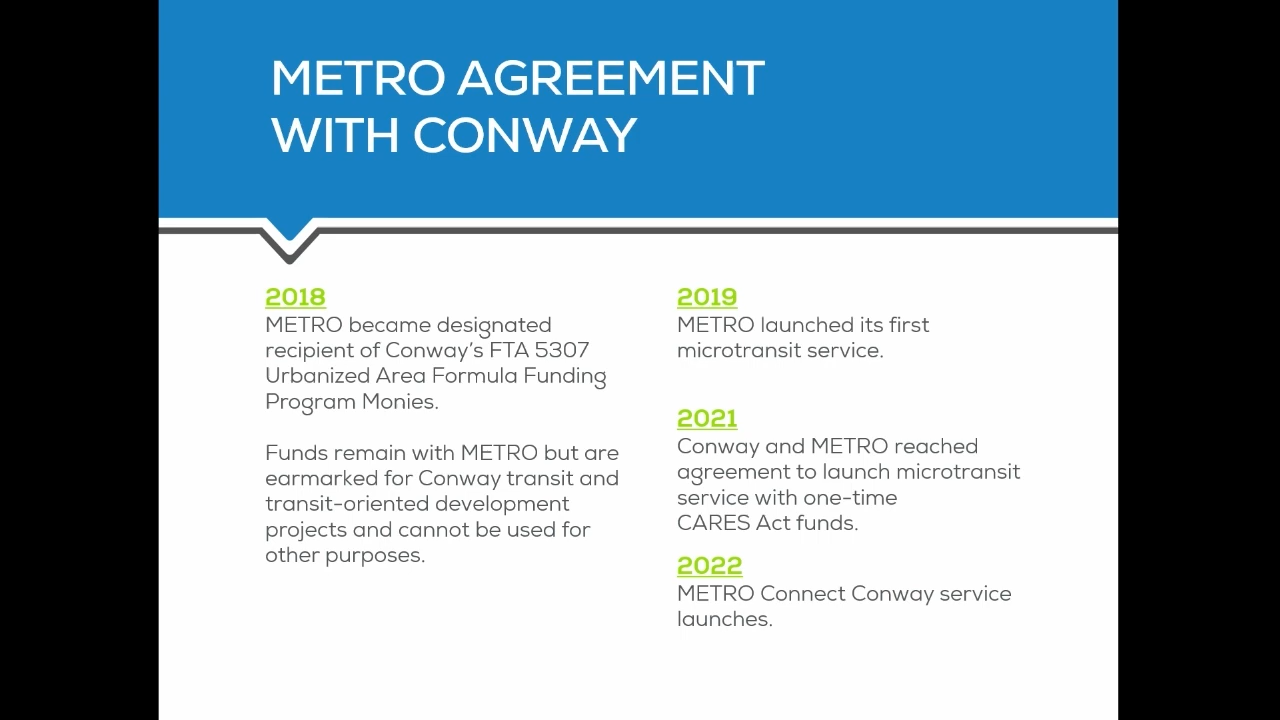 METRO AGREEMENT
WITH CONWAY
2018
METRO became designated
recipient of Conway's FTA 5307
Urbanized Area Formula Funding
Program Monies.
Funds remain with METRO but are
earmarked for Conway transit and
transit-oriented development
projects and cannot be used for
other purposes.
2019
METRO launched its first
microtransit service.
2021
Conway and METRO reached
agreement to launch microtransit
service with one-time
CARES Act funds.
2022
METRO Connect Conway service
launches.